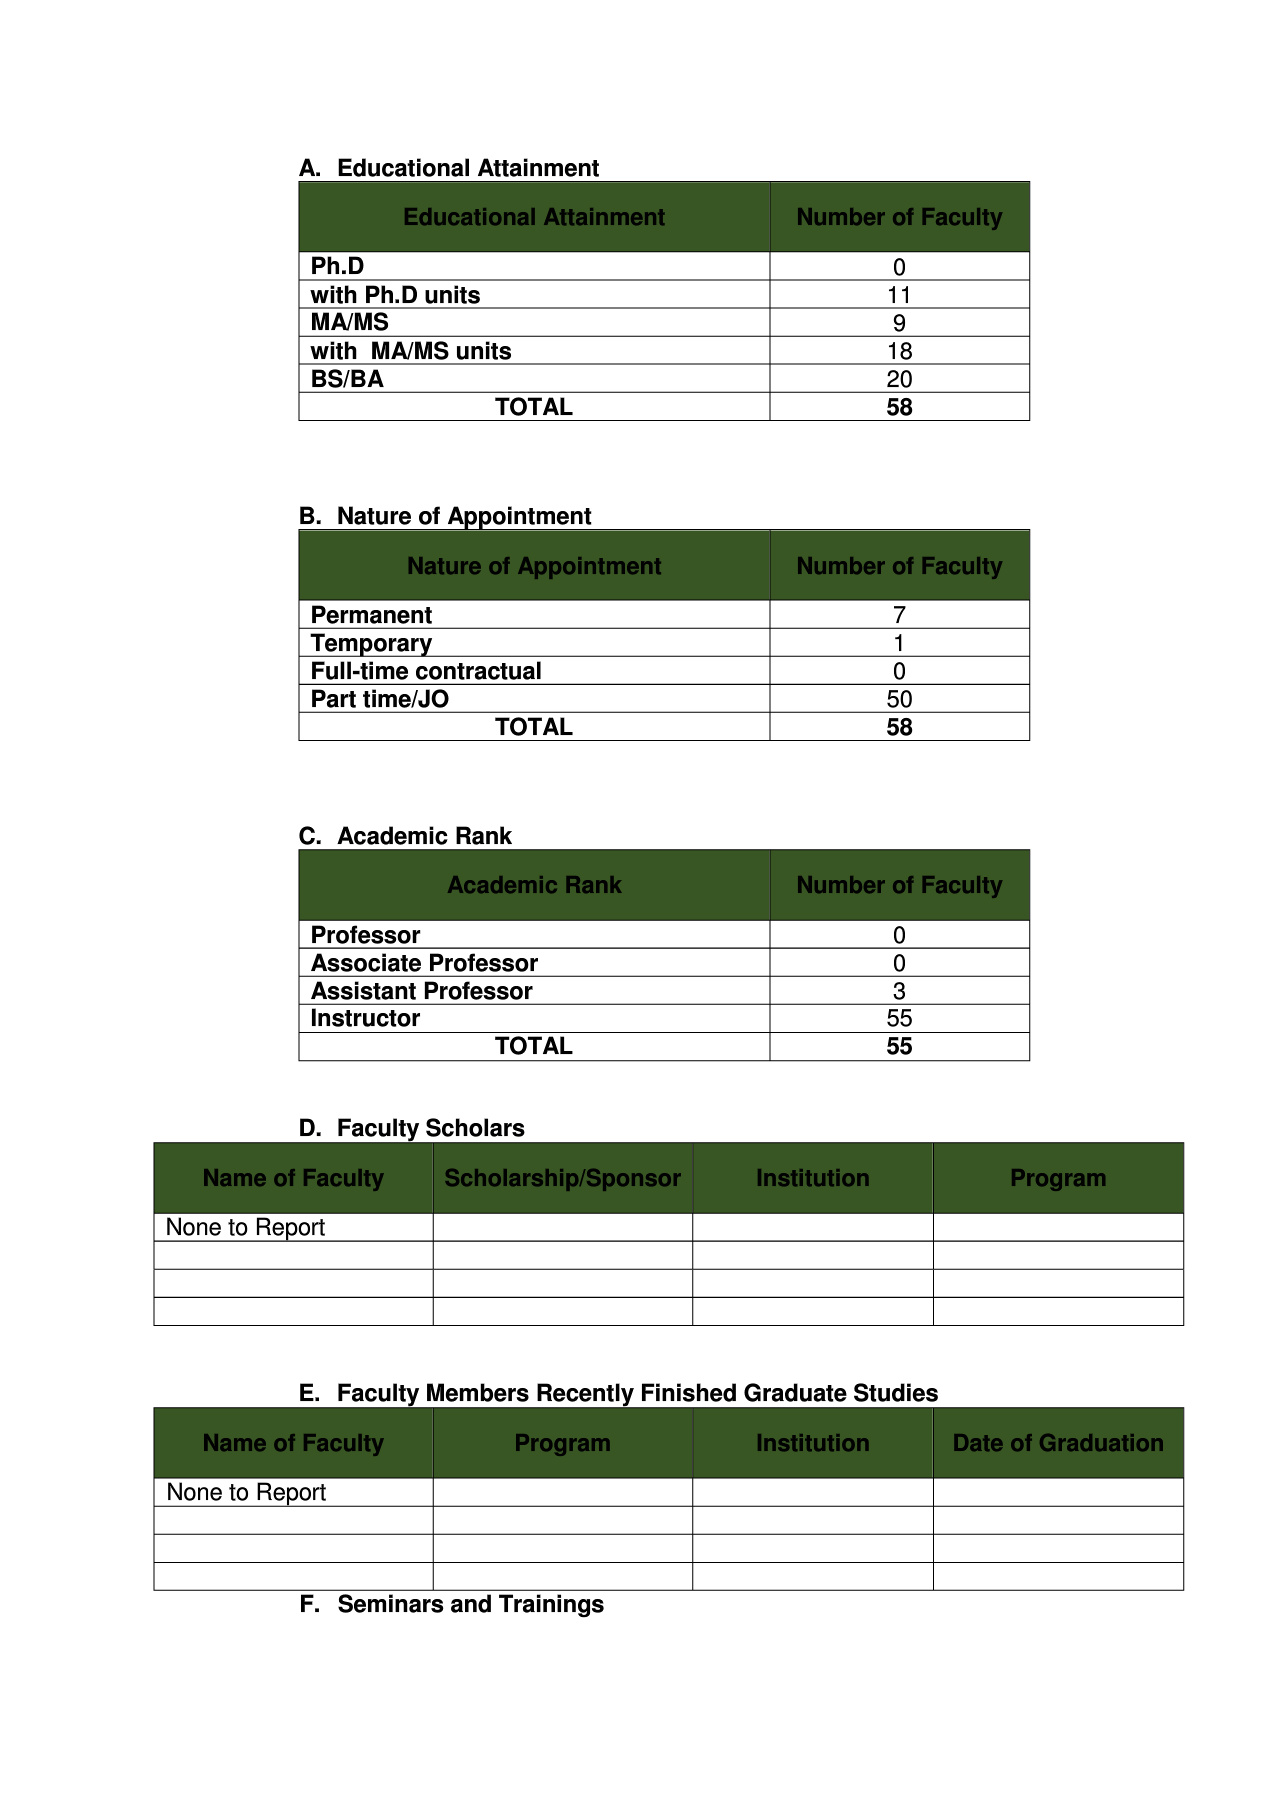 A. Educational Attainment
Educational Attainment Number of Faculty
Ph.D 0
with Ph.D units 11
MA/MS 9
with  MA/MS units 18
BS/BA 20
TOTAL 58
B. Nature of Appointment
Nature of Appointment Number of Faculty
Permanent 7
Temporary 1
Full-time contractual 0
Part time/JO 50
TOTAL 58
C. Academic Rank
Academic Rank Number of Faculty
Professor 0
Associate Professor 0
Assistant Professor 3
Instructor 55
TOTAL 55
D. Faculty Scholars
Name of Faculty Scholarship/Sponsor Institution Program
None to Report
E. Faculty Members Recently Finished Graduate Studies
Name of Faculty Program Institution Date of Graduation
None to Report
F. Seminars and Trainings